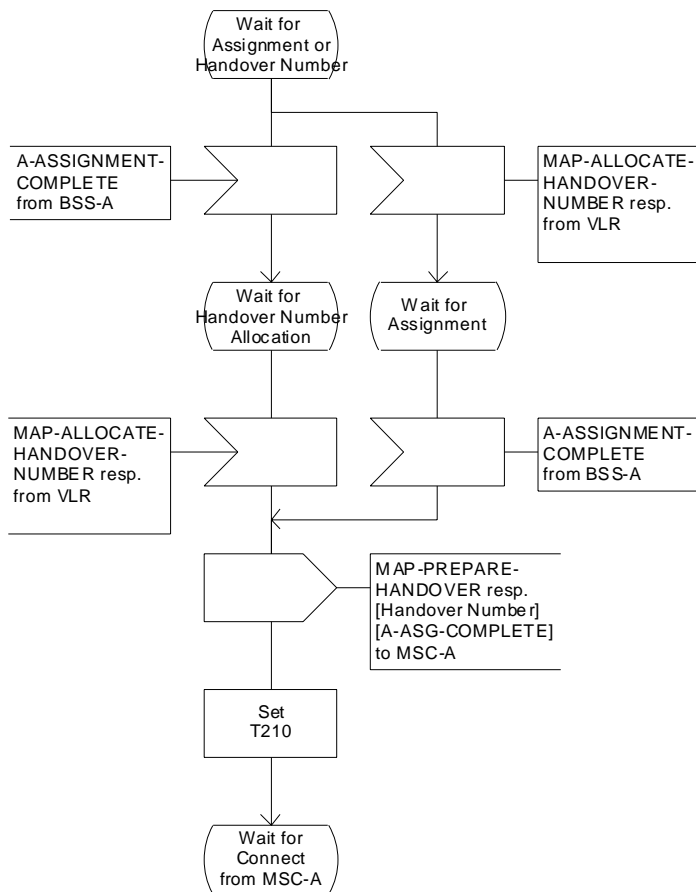 Wait for
Assignment or
Handover Number
A-ASSIGNMENT-
COMPLETE
from BSS-A
MAP-ALLOCATE-
HANDOVER-
NUMBER resp.
from VLR
Wait for
Handover Number
Allocation
Wait for
Assignment
MAP-ALLOCATE-
HANDOVER-
NUMBER resp.
from VLR
A-ASSIGNMENT-
COMPLETE
from BSS-A
MAP-PREPARE-
HANDOVER resp.
[Handover Number]
[A-ASG-COMPLETE]
to MSC-A
Set
T210
Wait for
Connect
from MSC-A